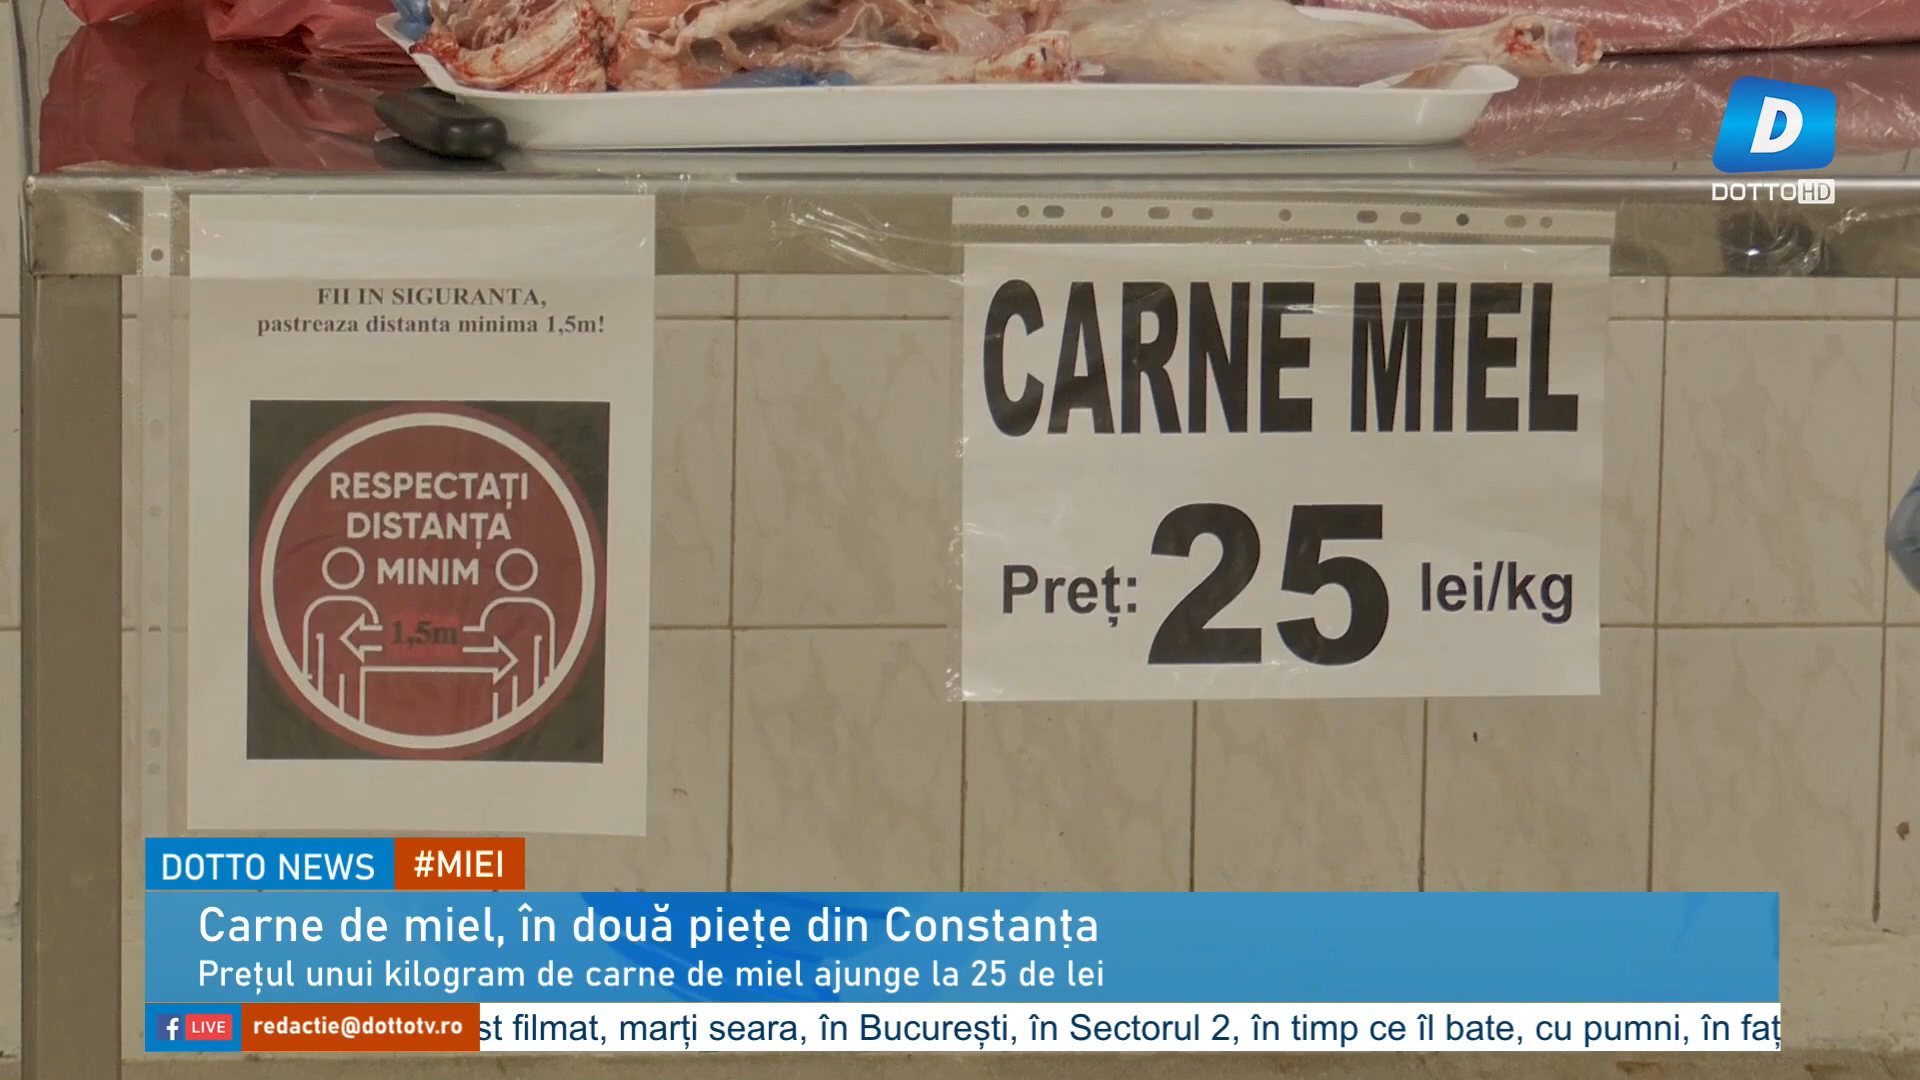 D
DOTTO HD
FII IN SIGURANTA,
pastreaza distanta minima 1,5m!
RESPECTAȚI
DISTANȚA
MINIM
1,5m
CARNE MIEL
Preț: 25 lei/kg
DOTTO NEWS #MIEI
Carne de miel, în două piețe din Constanța
Prețul unui kilogram de carne de miel ajunge la 25 de lei
f LIVE redactie@dottotv.ro st filmat, marți seara, în București, în Sectorul 2, în timp ce îl bate, cu pumni, în faț